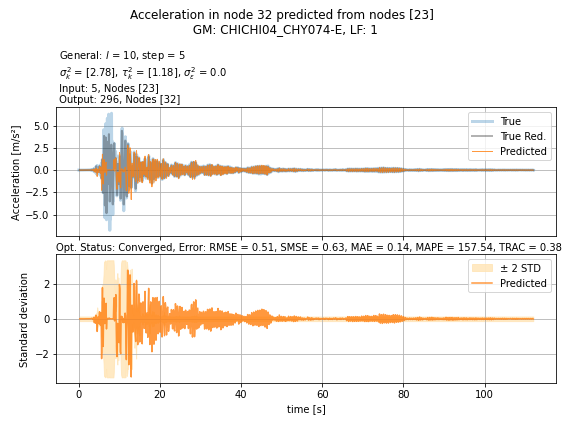 Acceleration in node 32 predicted from nodes [23]
GM: CHICHI04_CHY074-E, LF: 1
General: l = 10, step = 5
σ²ₖ = [2.78], τ²ₖ = [1.18], σ²ε = 0.0
Input: 5, Nodes [23]
Output: 296, Nodes [32]
Acceleration [m/s²]
5.0
2.5
0.0
−2.5
−5.0
True
True Red.
Predicted
Opt. Status: Converged, Error: RMSE = 0.51, SMSE = 0.63, MAE = 0.14, MAPE = 157.54, TRAC = 0.38
Standard deviation
2
0
−2
± 2 STD
Predicted
0
20
40
60
80
100
time [s]